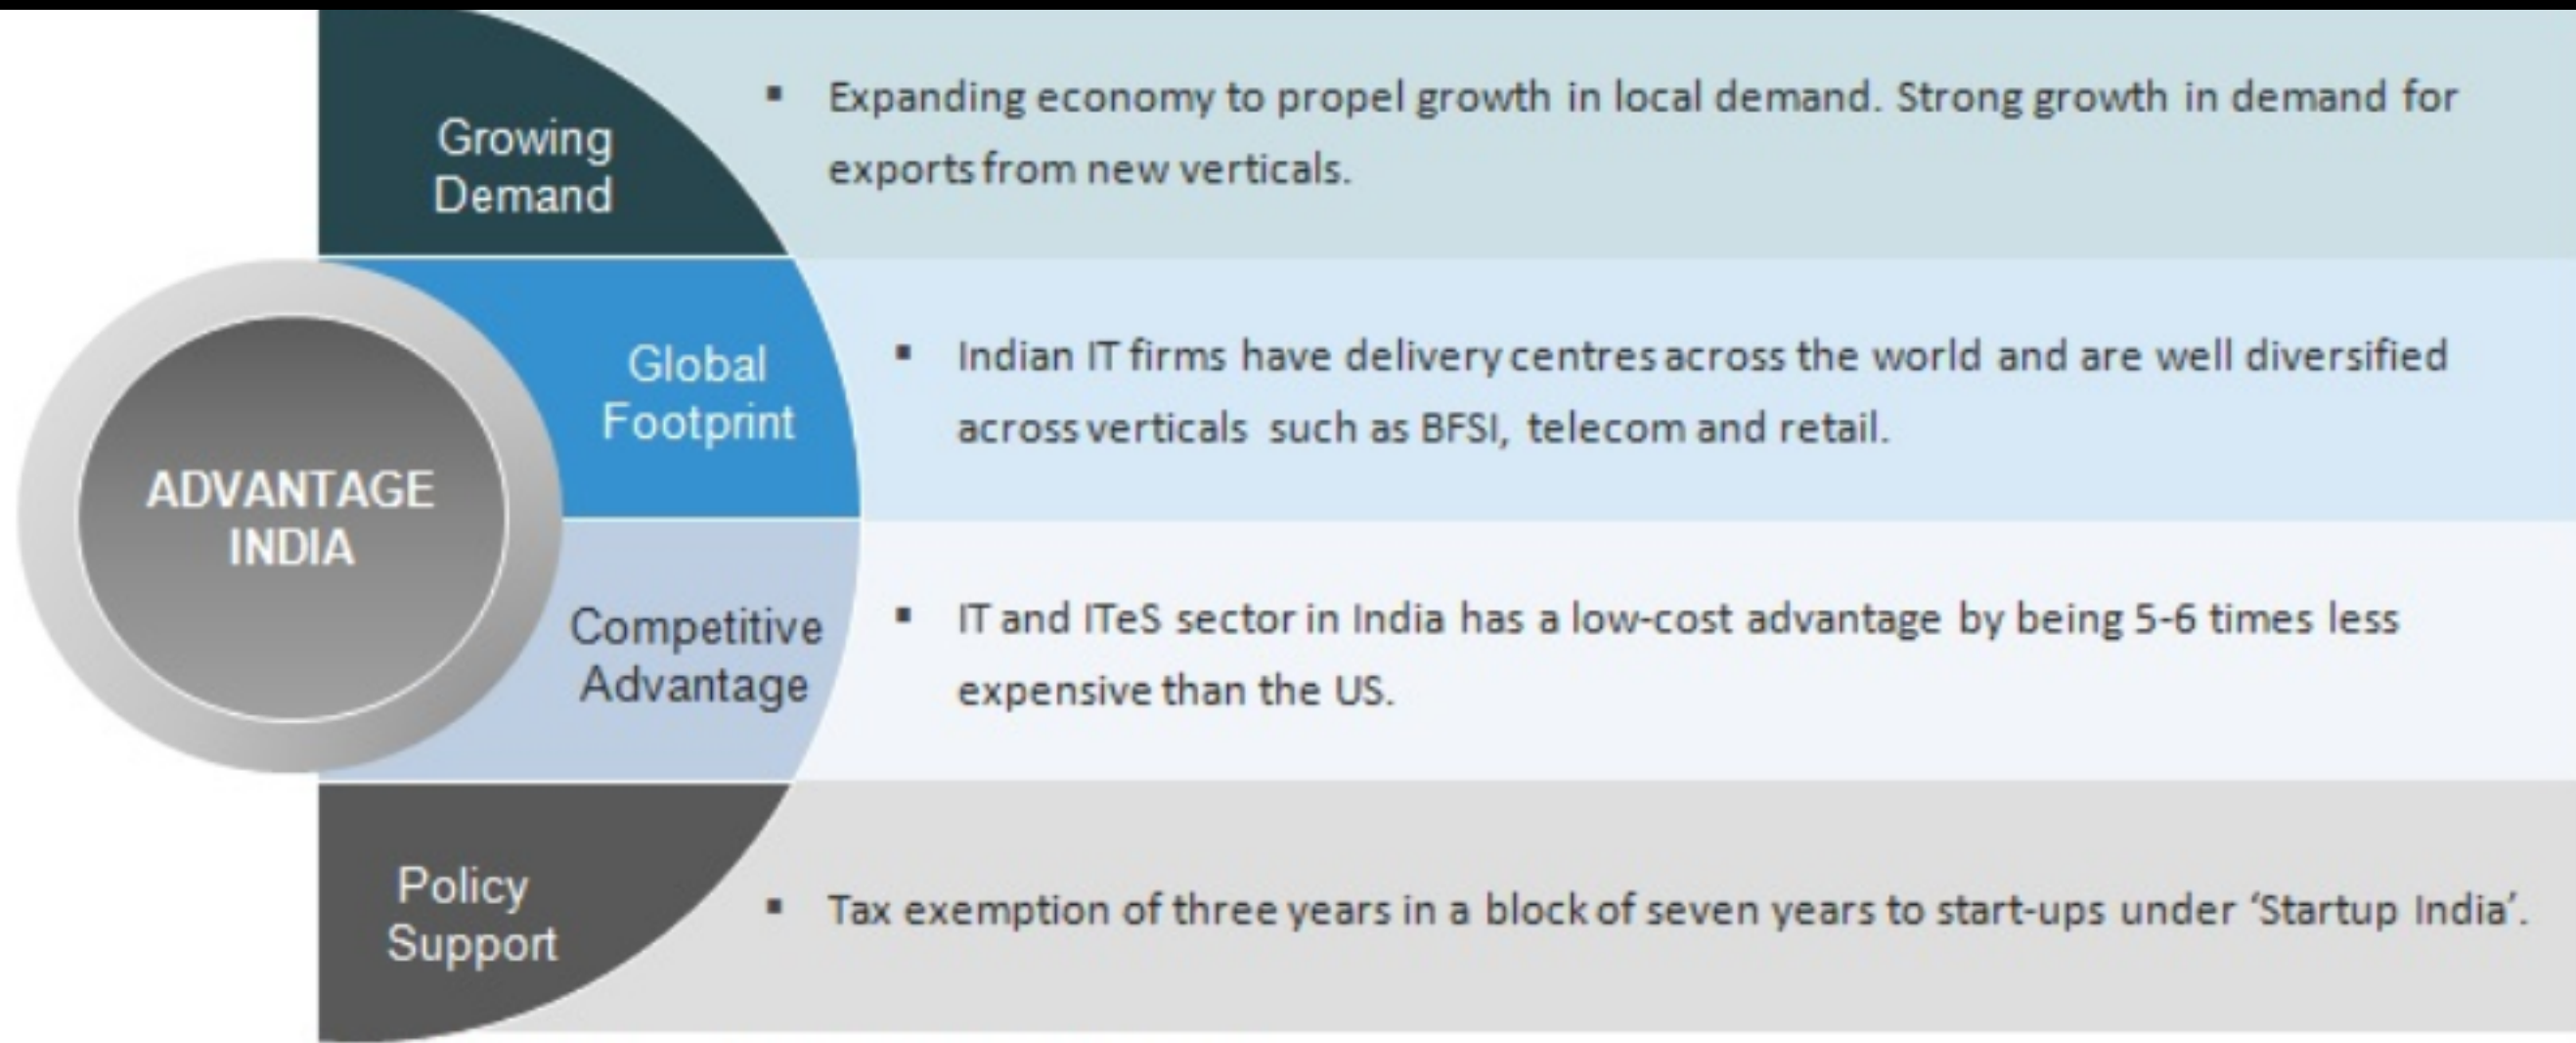 Growing
Demand
Expanding economy to propel growth in local demand. Strong growth in demand for
exports from new verticals.
Global
Footprint
Indian IT firms have delivery centres across the world and are well diversified
across verticals such as BFSI, telecom and retail.
ADVANTAGE
INDIA
Competitive
Advantage
IT and ITeS sector in India has a low-cost advantage by being 5-6 times less
expensive than the US.
Policy
Support
Tax exemption of three years in a block of seven years to start-ups under ‘Startup India’.